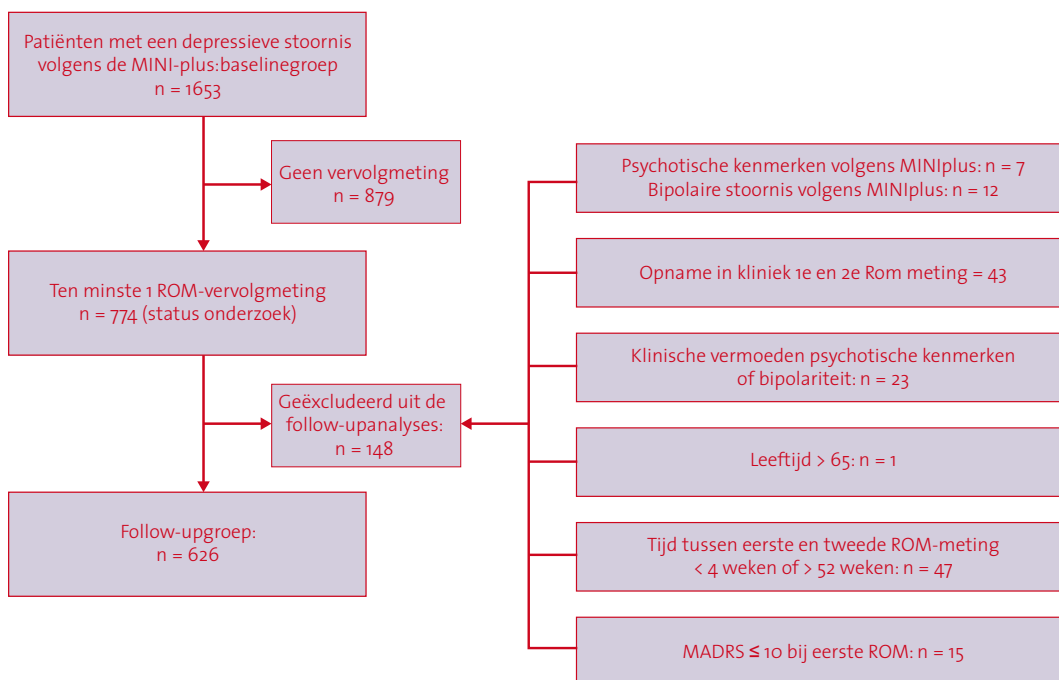 Patiënten met een depressieve stoornis
volgens de MINI-plus:baselinegroep
n = 1653
Geen vervolgmeting
n = 879
Ten minste 1 ROM-vervolgmeting
n = 774 (status onderzoek)
Geëxcludeerd uit de
follow-upanalyses:
n = 148
Follow-upgroep:
n = 626
Psychotische kenmerken volgens MINIplus: n = 7
Bipolaire stoornis volgens MINIplus: n = 12
Opname in kliniek 1e en 2e Rom meting = 43
Klinische vermoeden psychotische kenmerken
of bipolariteit: n = 23
Leeftijd > 65: n = 1
Tijd tussen eerste en tweede ROM-meting
< 4 weken of > 52 weken: n = 47
MADRS ≤ 10 bij eerste ROM: n = 15